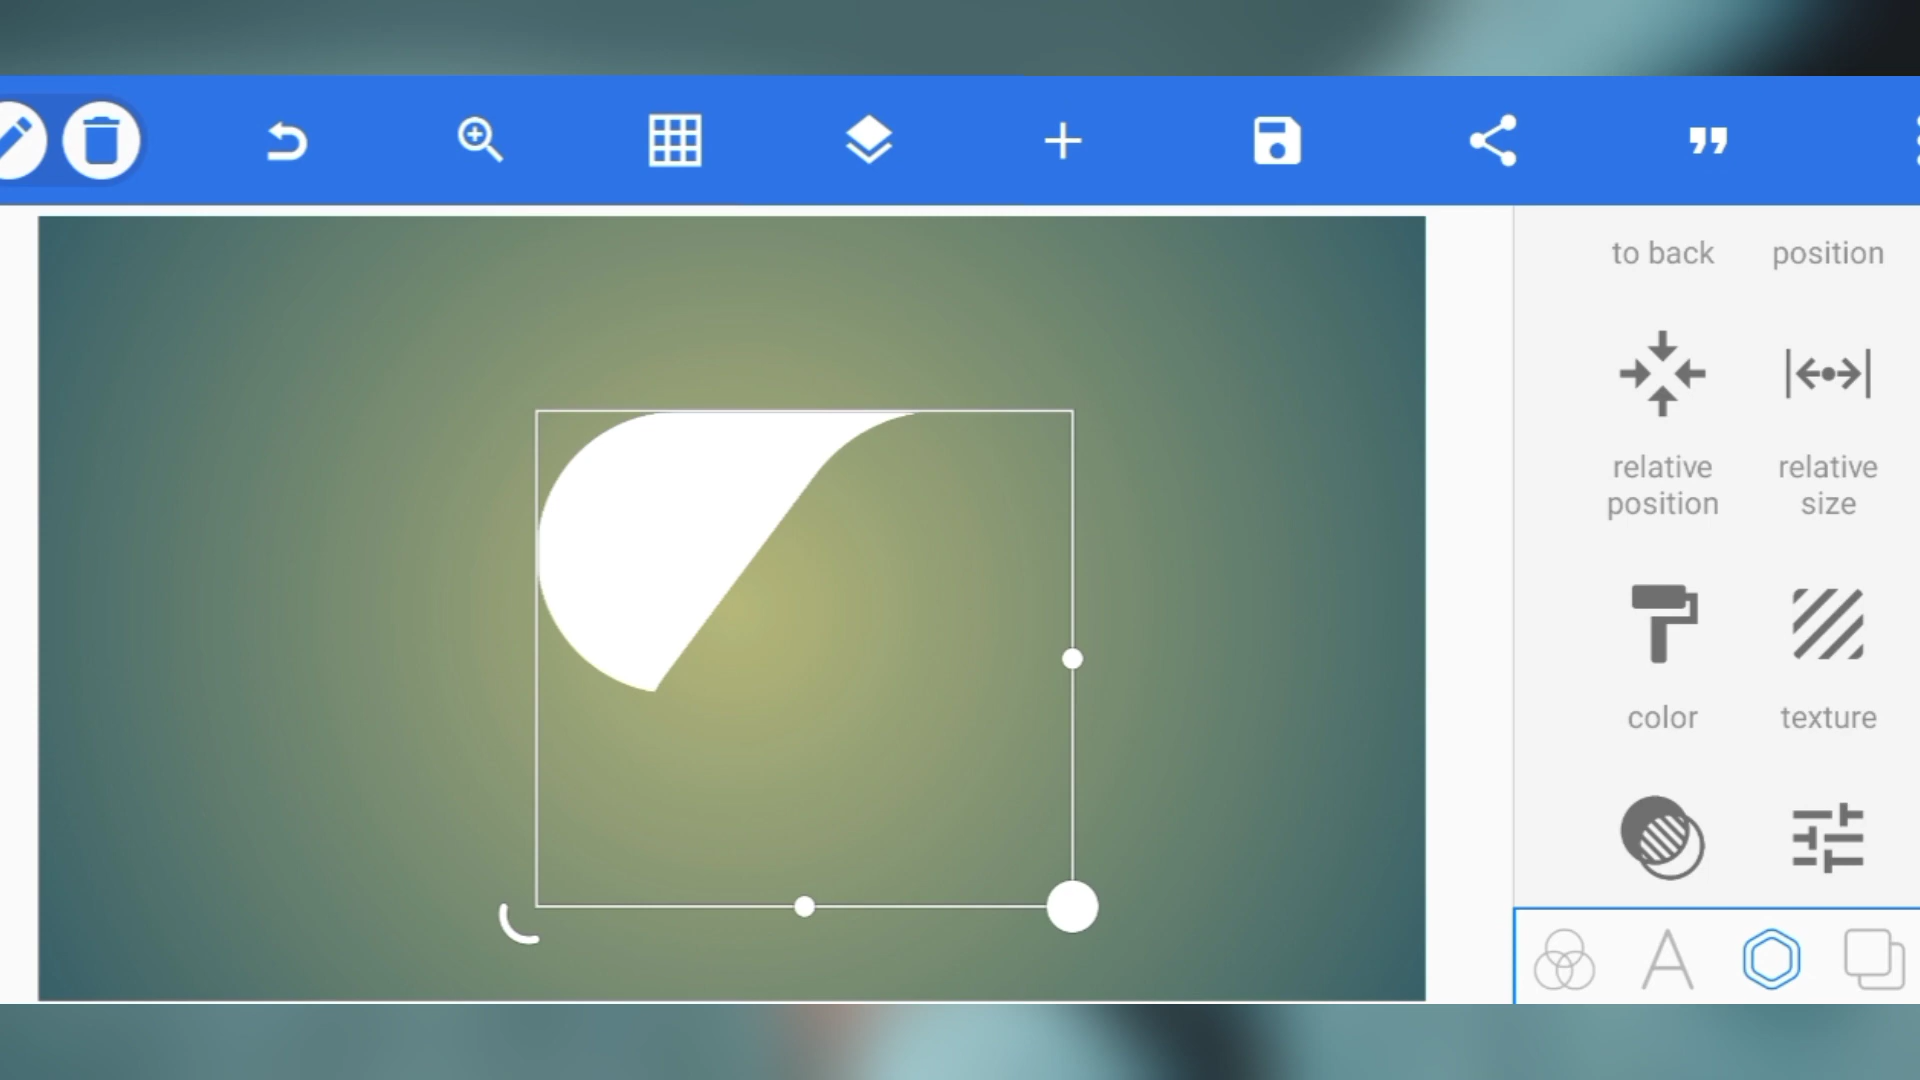 to back
position
relative
position
relative
size
color
texture